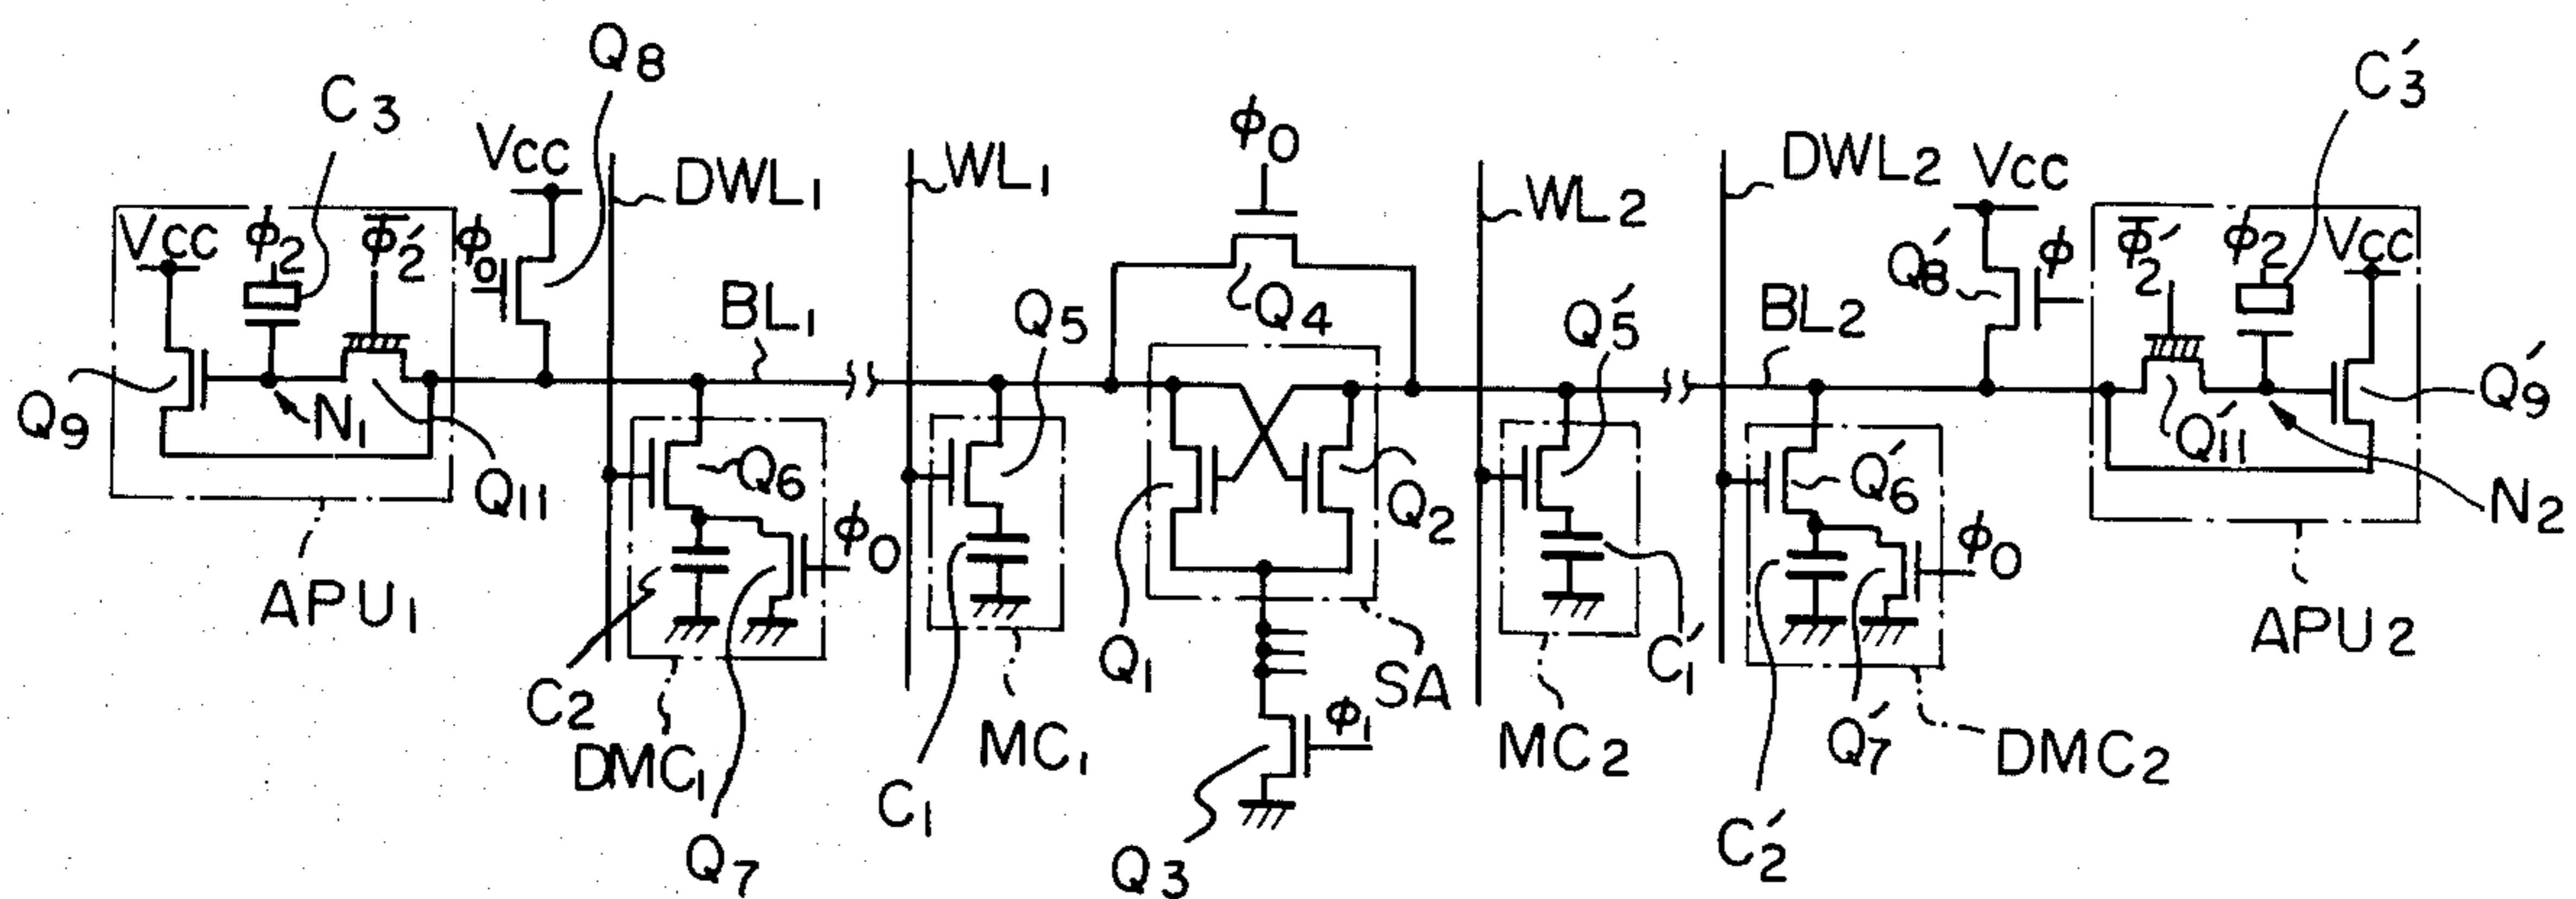 Q8
C3
C'3
φ0
Vcc
DWL1
WL1
WL2
DWL2
Vcc
Vcc
φ2
φ̅2'
φ0
Q'8
φ
φ̅2'
φ2
Vcc
BL1
Q5
Q4
Q'5
BL2
Q9
N1
Q11
Q6
φ0
Q2
Q'6
φ0
Q'11
Q'9
N2
APU1
C2
DMC1
Q7
C1
MC1
Q1
SA
φ1
Q3
MC2
C'1
C'2
Q'7
DMC2
APU2